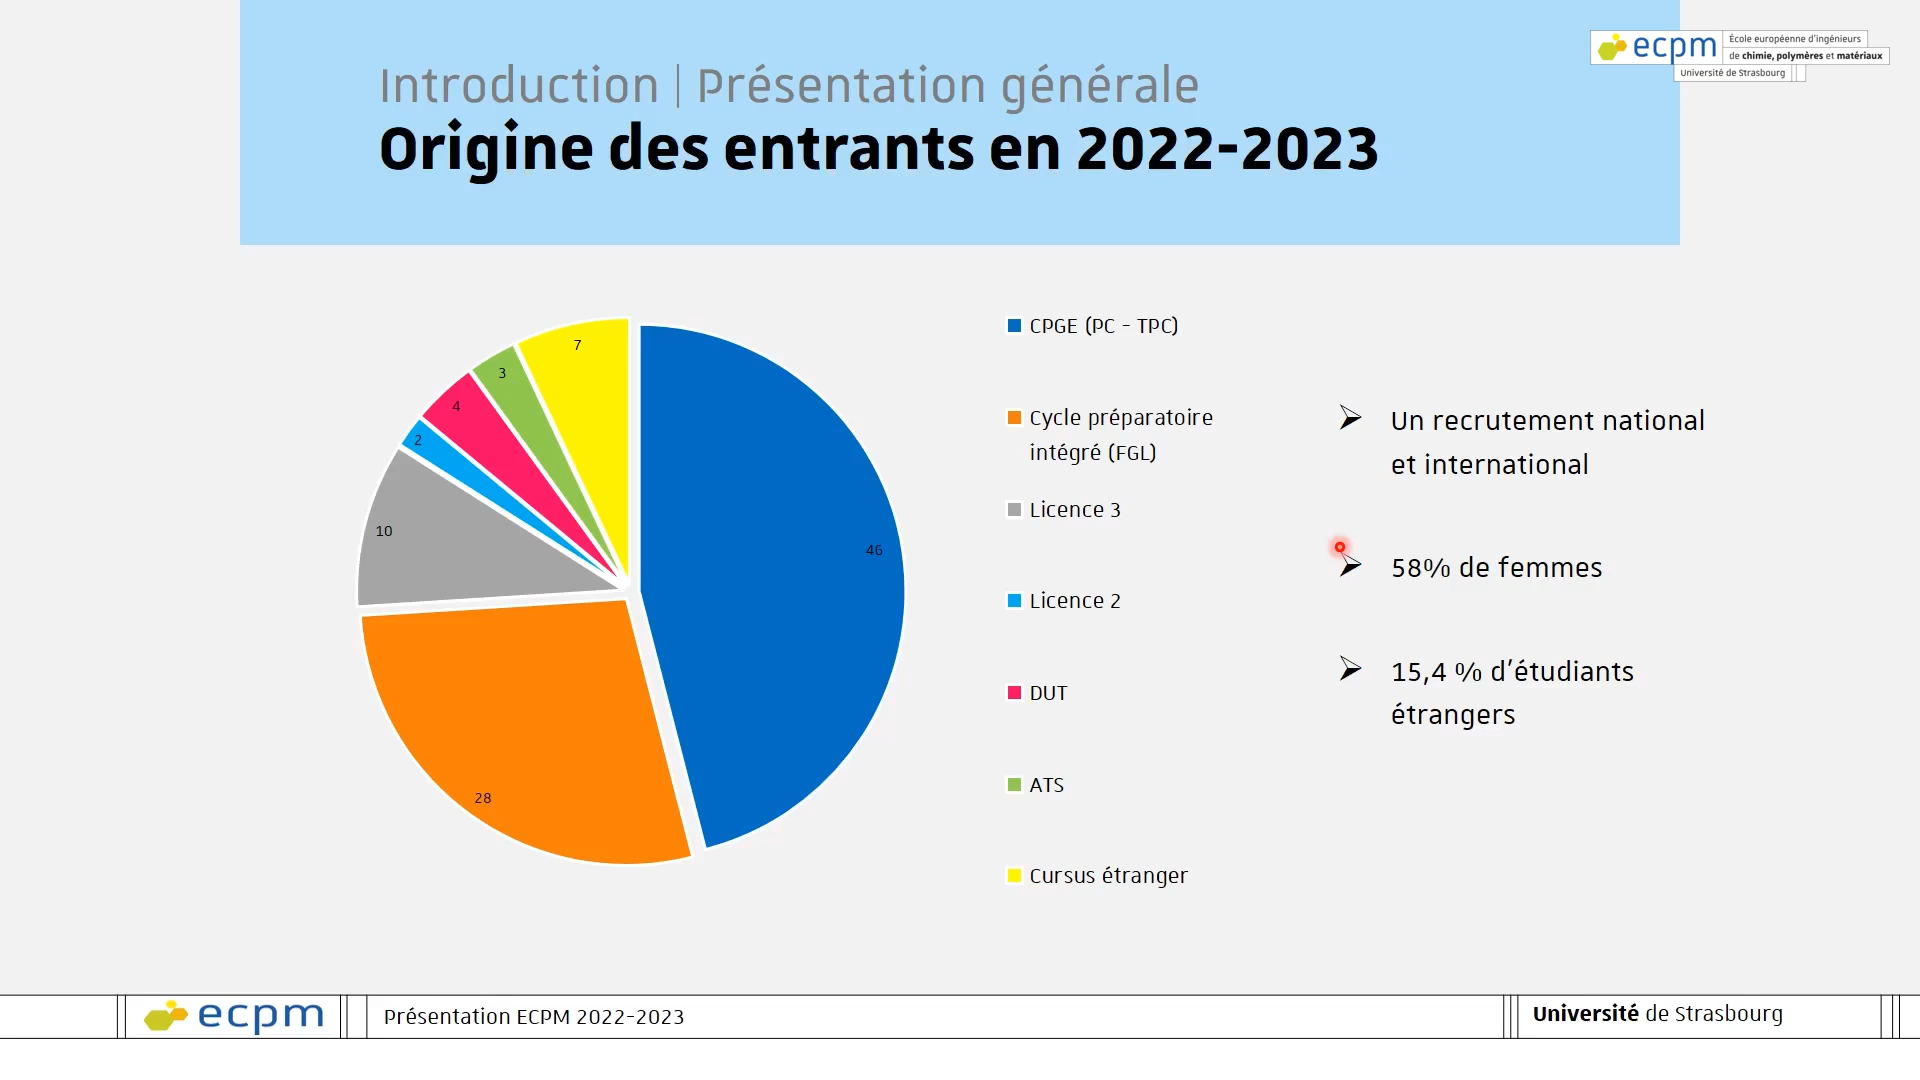 ecpm
École européenne d'ingénieurs
de chimie, polymères et matériaux
Université de Strasbourg
Introduction | Présentation générale
Origine des entrants en 2022-2023
7
3
4
2
10
46
28
CPGE (PC - TPC)
Cycle préparatoire
intégré (FGL)
Licence 3
Licence 2
DUT
ATS
Cursus étranger
Un recrutement national
et international
58% de femmes
15,4 % d'étudiants
étrangers
ecpm
Présentation ECPM 2022-2023
Université de Strasbourg